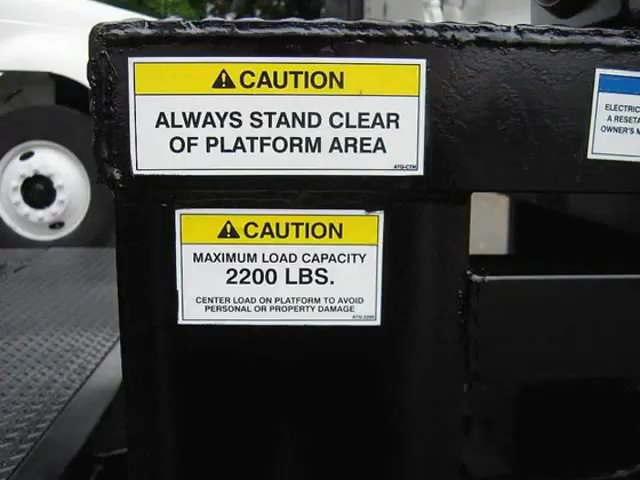 CAUTION
ALWAYS STAND CLEAR
OF PLATFORM AREA
CAUTION
MAXIMUM LOAD CAPACITY
2200 LBS.
CENTER LOAD ON PLATFORM TO AVOID
PERSONAL OR PROPERTY DAMAGE
ELECTRIC
A RESETA
OWNER'S M